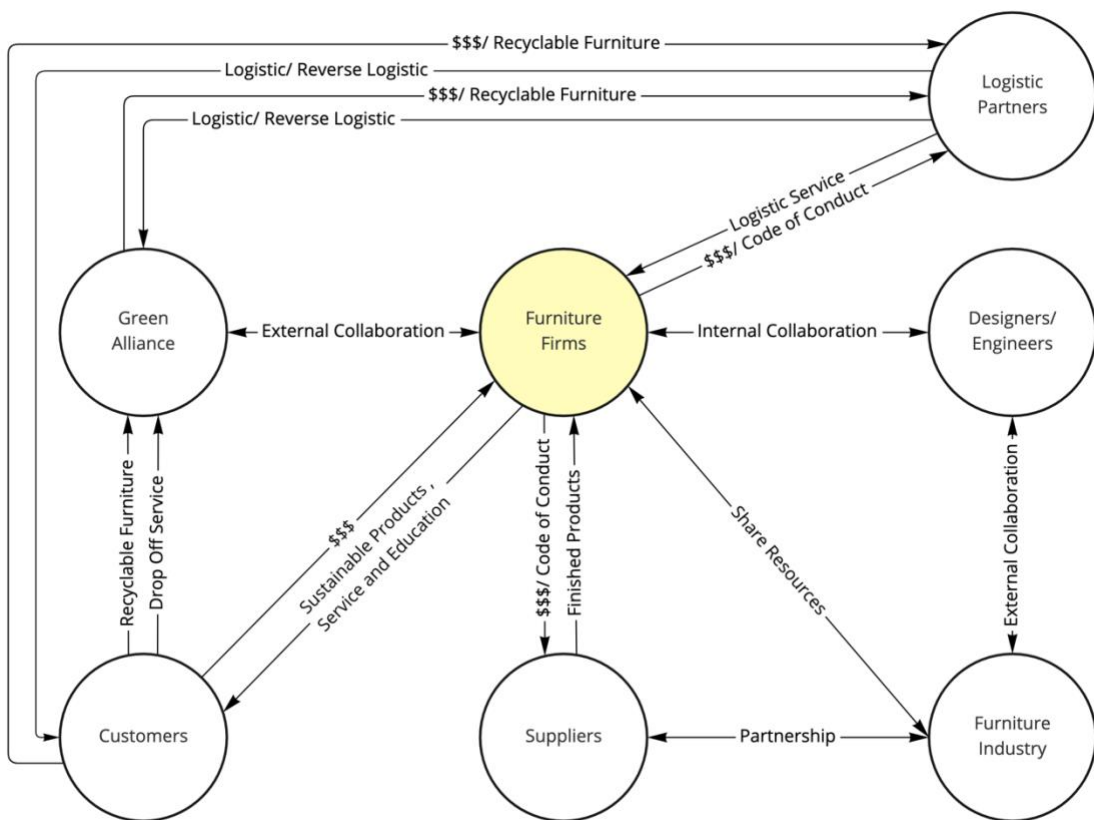 $$$/ Recyclable Furniture
Logistic/ Reverse Logistic
$$$/ Recyclable Furniture
Logistic/ Reverse Logistic
Logistic
Partners
Logistic Service
$$$/ Code of Conduct
Green
Alliance
External Collaboration
Furniture
Firms
Internal Collaboration
Designers/
Engineers
Recyclable Furniture
Drop Off Service
$$$
Sustainable Products ,
Service and Education
$$$/ Code of Conduct
Finished Products
Share Resources
External Collaboration
Customers
Suppliers
Partnership
Furniture
Industry